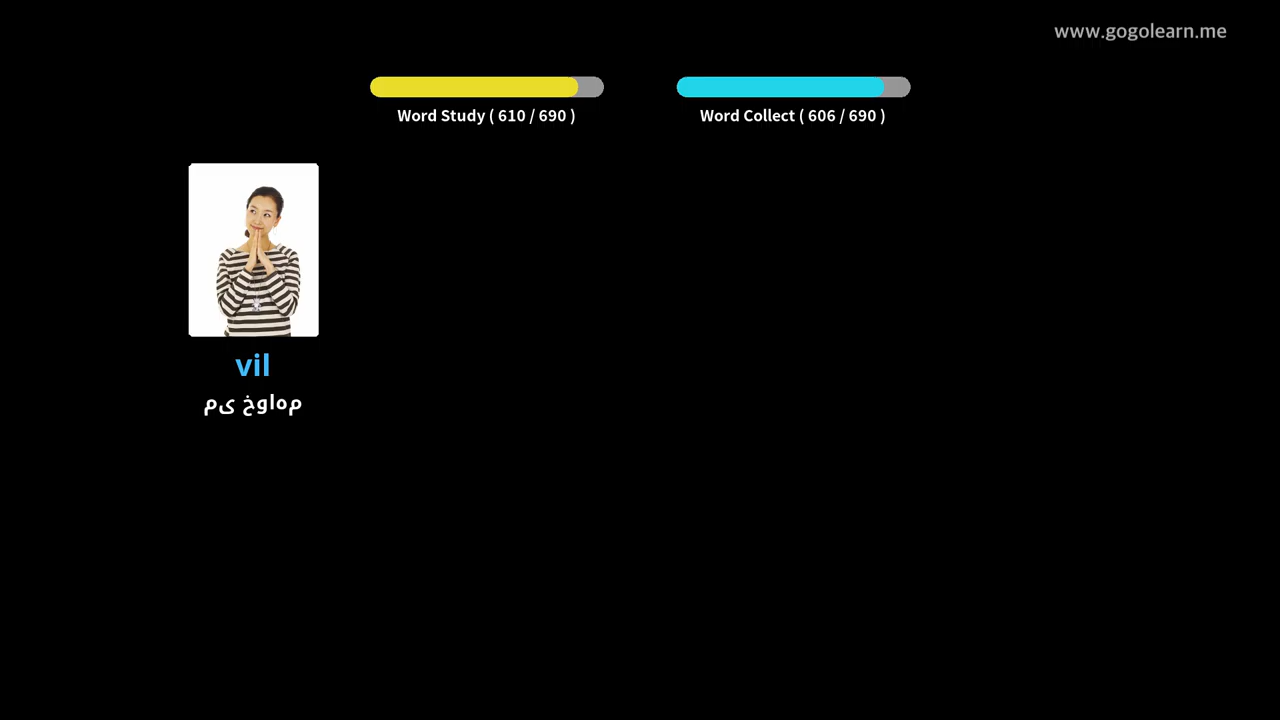 www.gogolearn.me
Word Study ( 610 / 690 )
Word Collect ( 606 / 690 )
vil
می خواهم